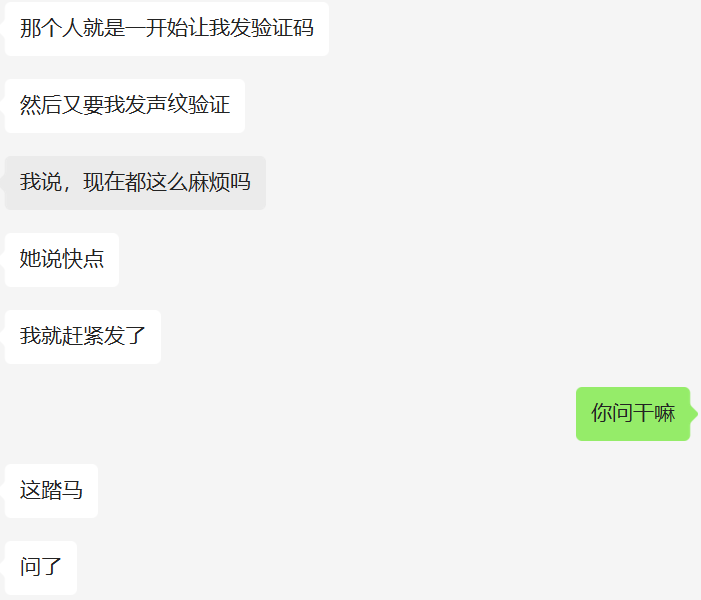 那个人就是一开始让我发验证码
然后又要我发声纹验证
我说，现在都这么麻烦吗
她说快点
我就赶紧发了
你问干嘛
这踏马
问了